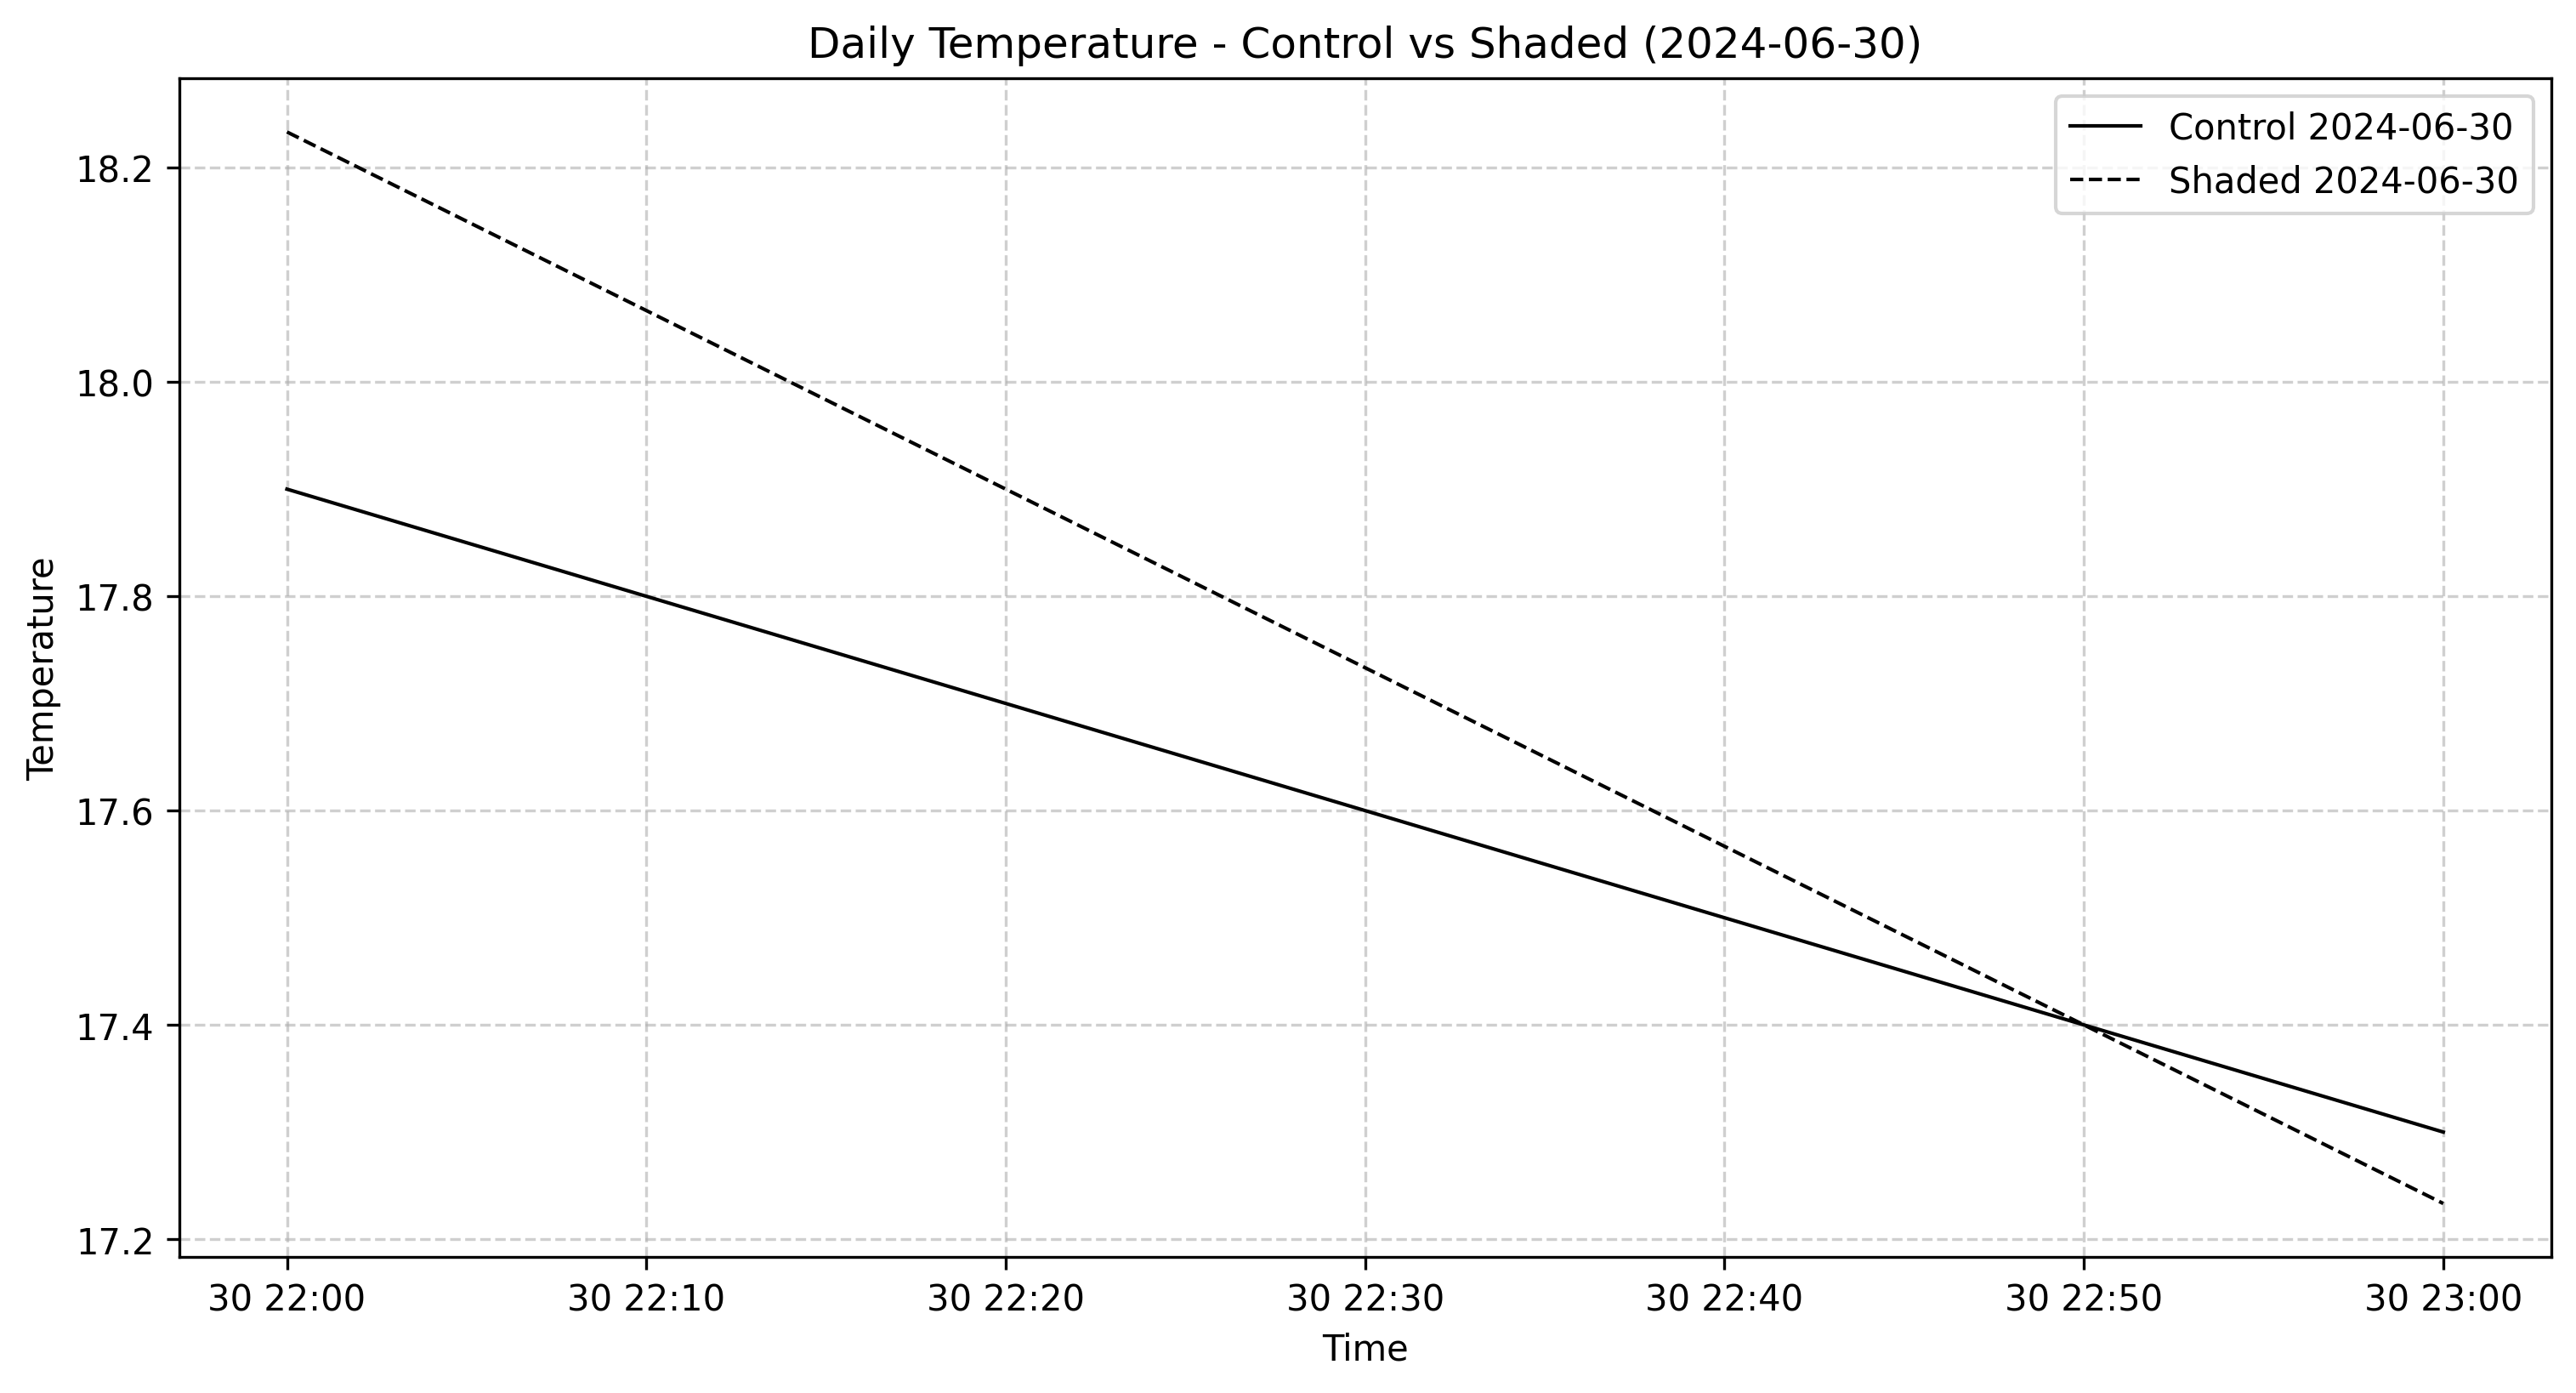 Daily Temperature - Control vs Shaded (2024-06-30)
Control 2024-06-30
Shaded 2024-06-30
Temperature
18.2
18.0
17.8
17.6
17.4
17.2
30 22:00 30 22:10 30 22:20 30 22:30 30 22:40 30 22:50 30 23:00
Time